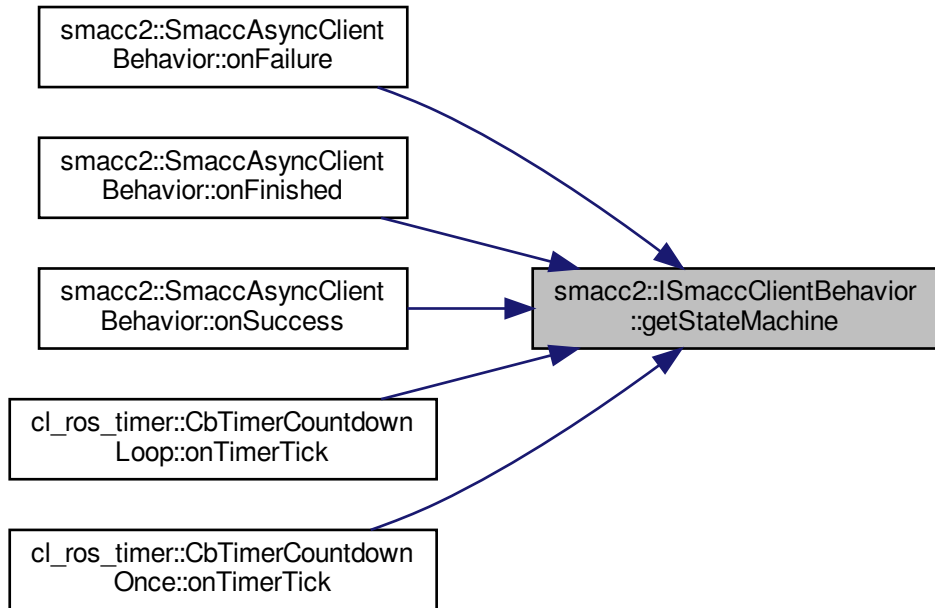 smacc2::SmaccAsyncClient
Behavior::onFailure
smacc2::SmaccAsyncClient
Behavior::onFinished
smacc2::SmaccAsyncClient
Behavior::onSuccess
smacc2::ISmaccClientBehavior
::getStateMachine
cl_ros_timer::CbTimerCountdown
Loop::onTimerTick
cl_ros_timer::CbTimerCountdown
Once::onTimerTick